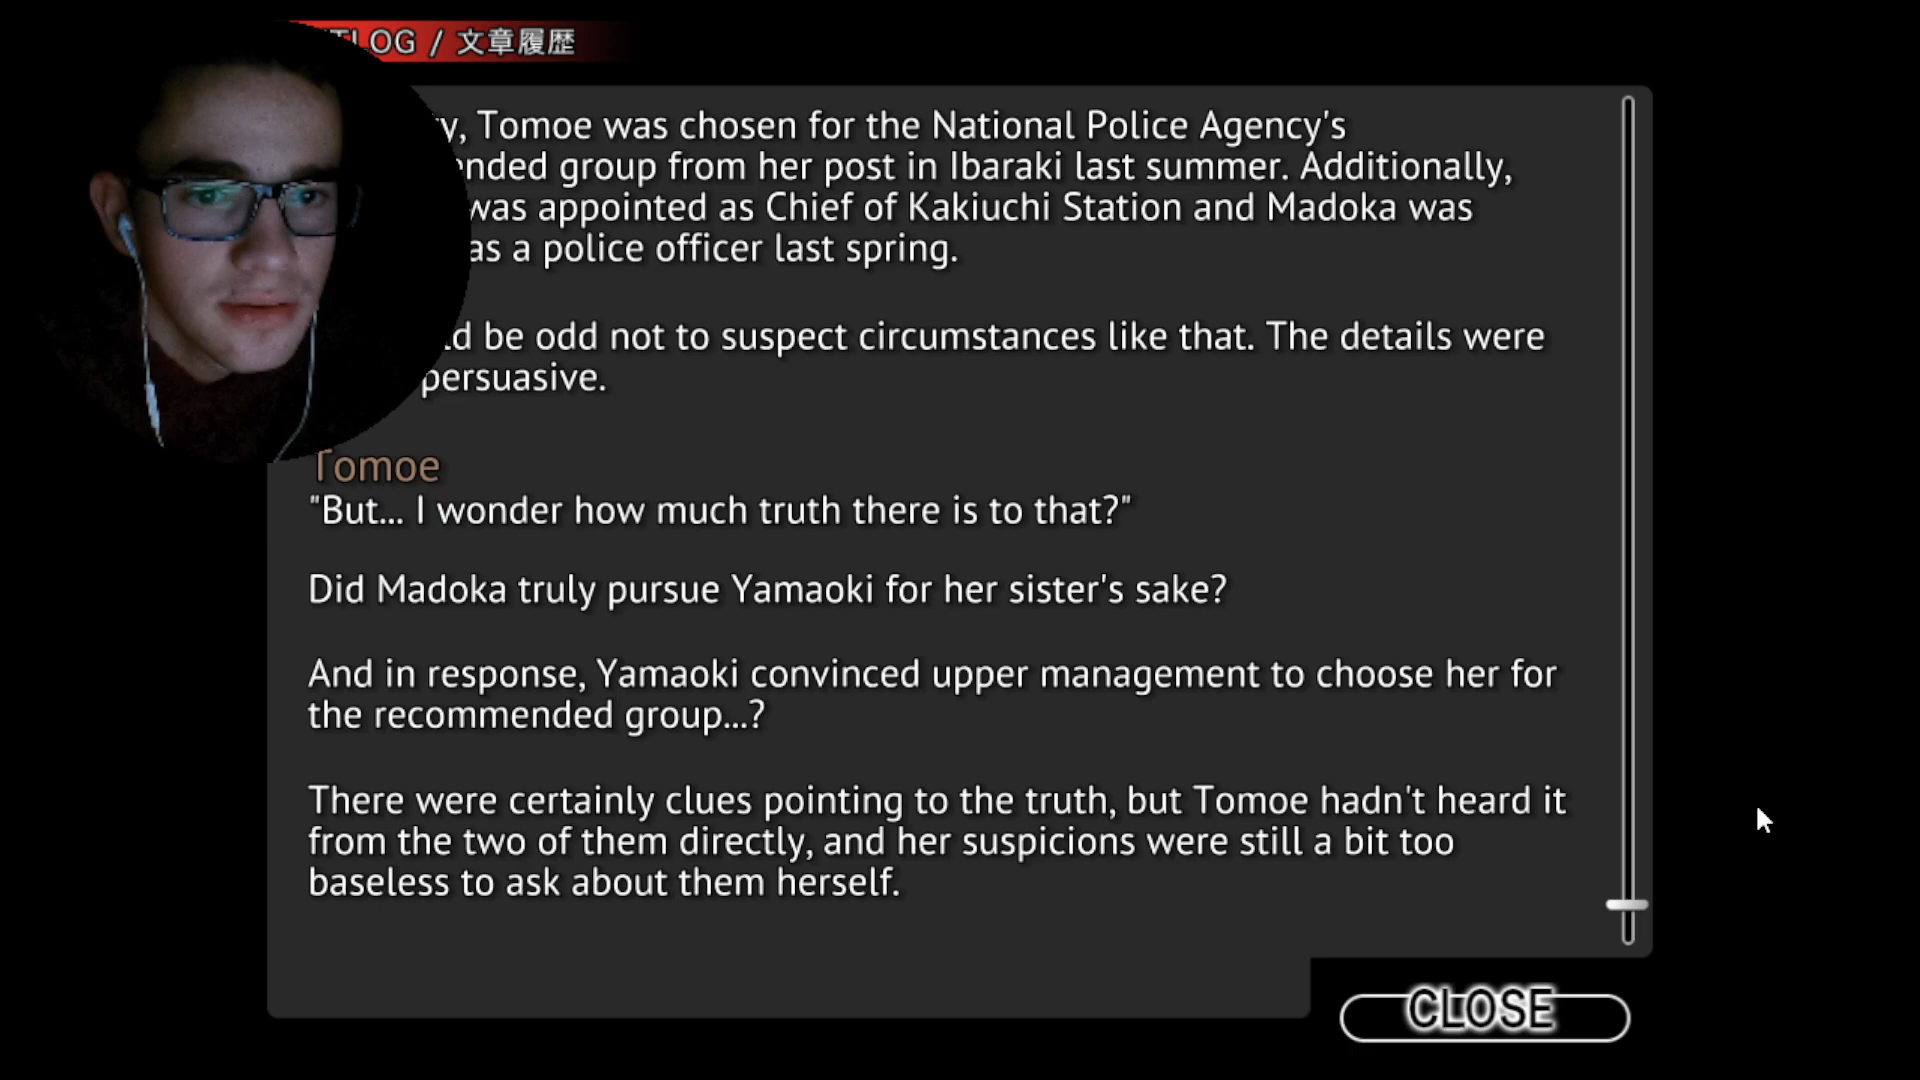 LOG / 文章履歴
Tomoe was chosen for the National Police Agency's
group from her post in Ibaraki last summer. Additionally,
was appointed as Chief of Kakiuchi Station and Madoka was
as a police officer last spring.
be odd not to suspect circumstances like that. The details were
persuasive.
Tomoe
"But... I wonder how much truth there is to that?"
Did Madoka truly pursue Yamaoki for her sister's sake?
And in response, Yamaoki convinced upper management to choose her for
the recommended group...?
There were certainly clues pointing to the truth, but Tomoe hadn't heard it
from the two of them directly, and her suspicions were still a bit too
baseless to ask about them herself.
CLOSE